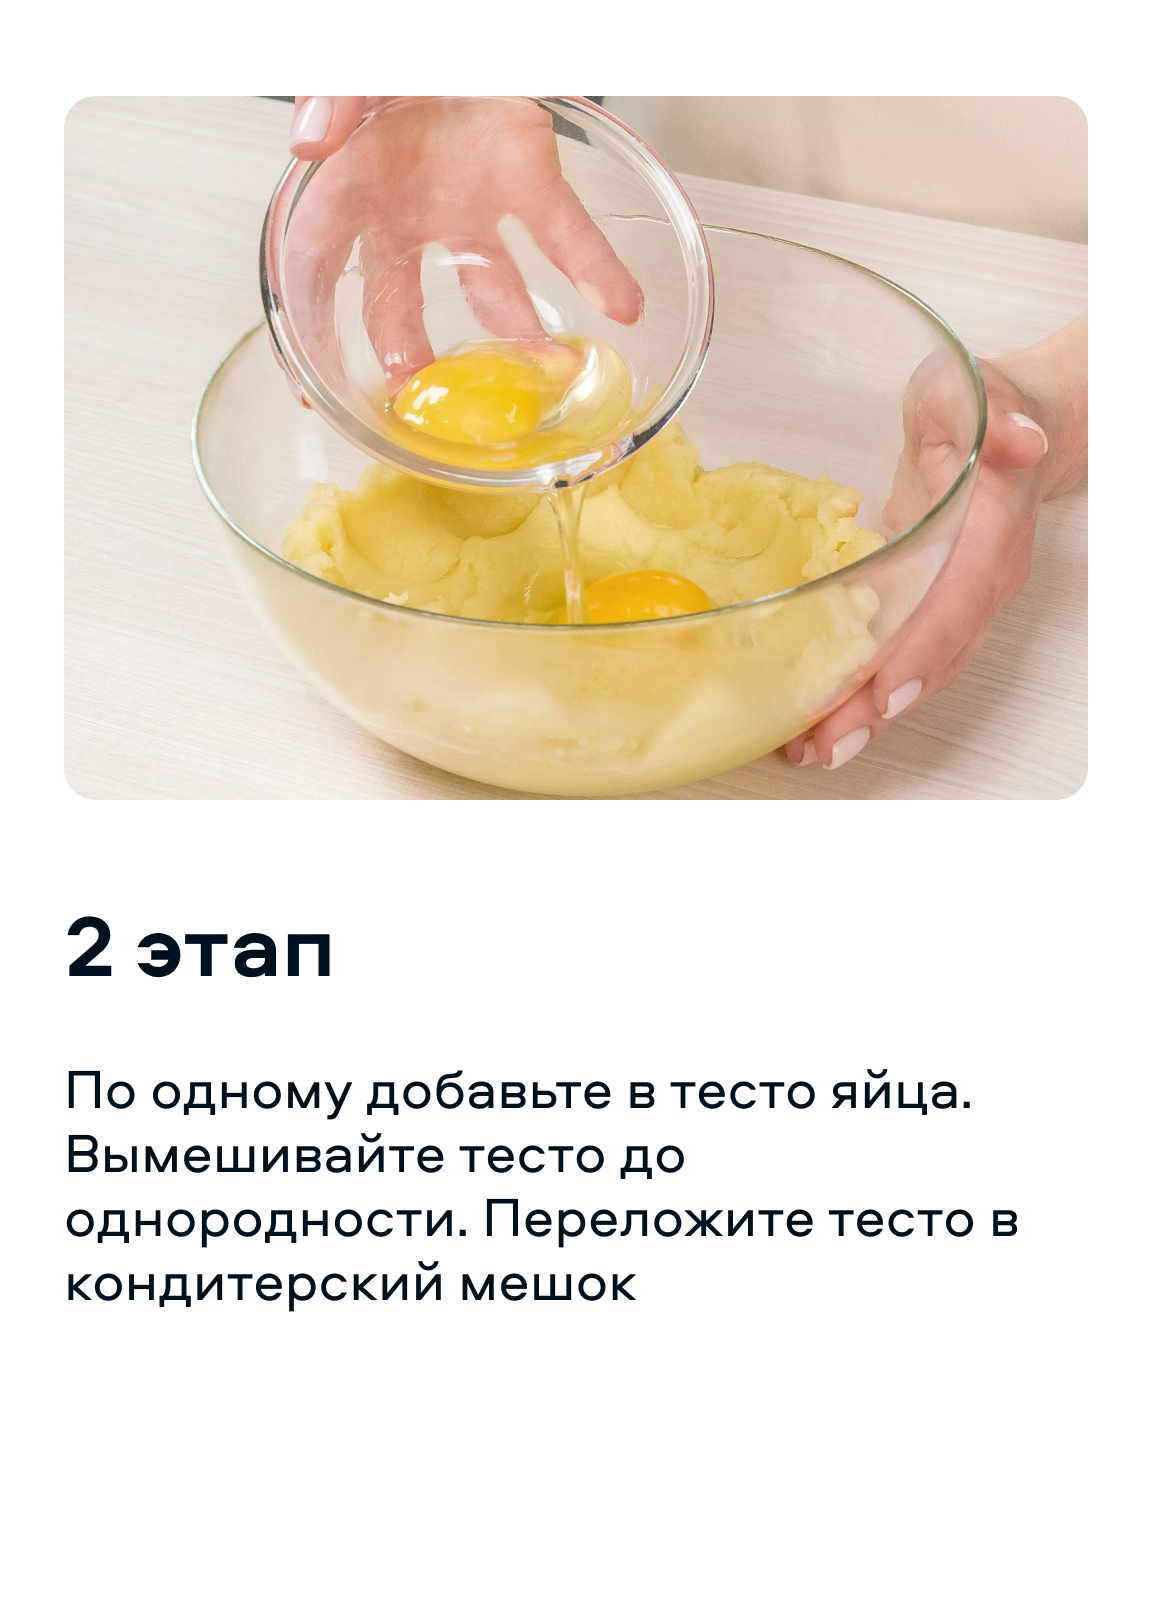 2 этап
По одному добавьте в тесто яйца.
Вымешивайте тесто до
однородности. Переложите тесто в
кондитерский мешок